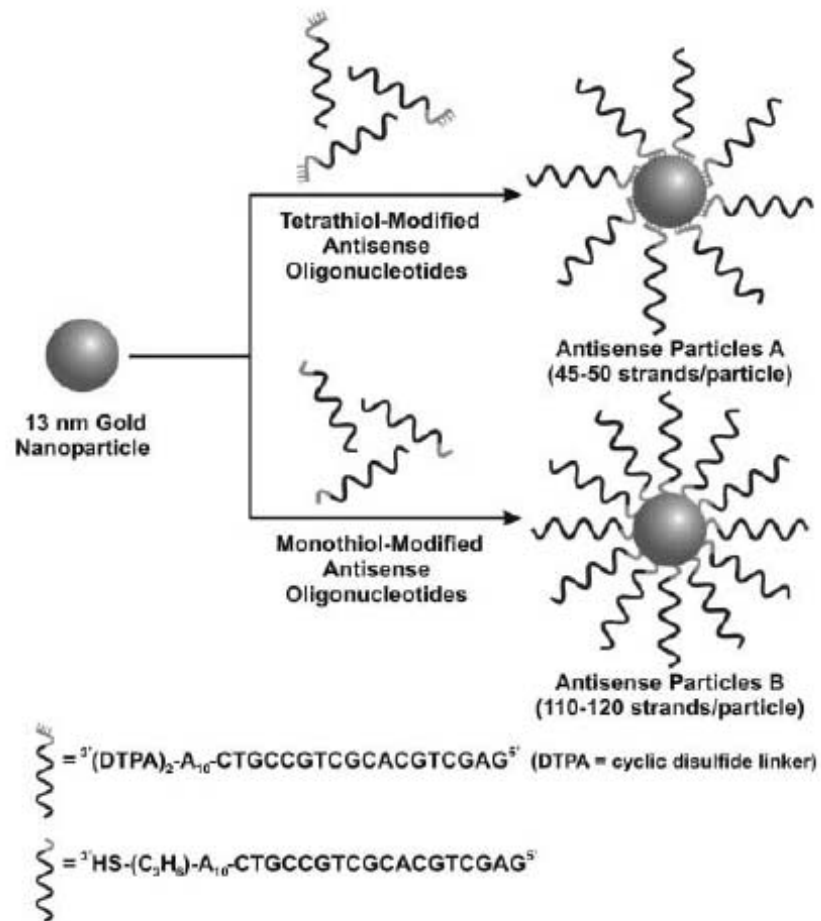 Tetrathiol-Modified
Antisense
Oligonucleotides
Antisense Particles A
(45-50 strands/particle)
13 nm Gold
Nanoparticle
Monothiol-Modified
Antisense
Oligonucleotides
Antisense Particles B
(110-120 strands/particle)
= 3'(DTPA)₂-A₁₀-CTGCCGTCGCACGTCGAG5' (DTPA = cyclic disulfide linker)
= 3'HS-(C₃H₆)-A₁₀-CTGCCGTCGCACGTCGAG5'